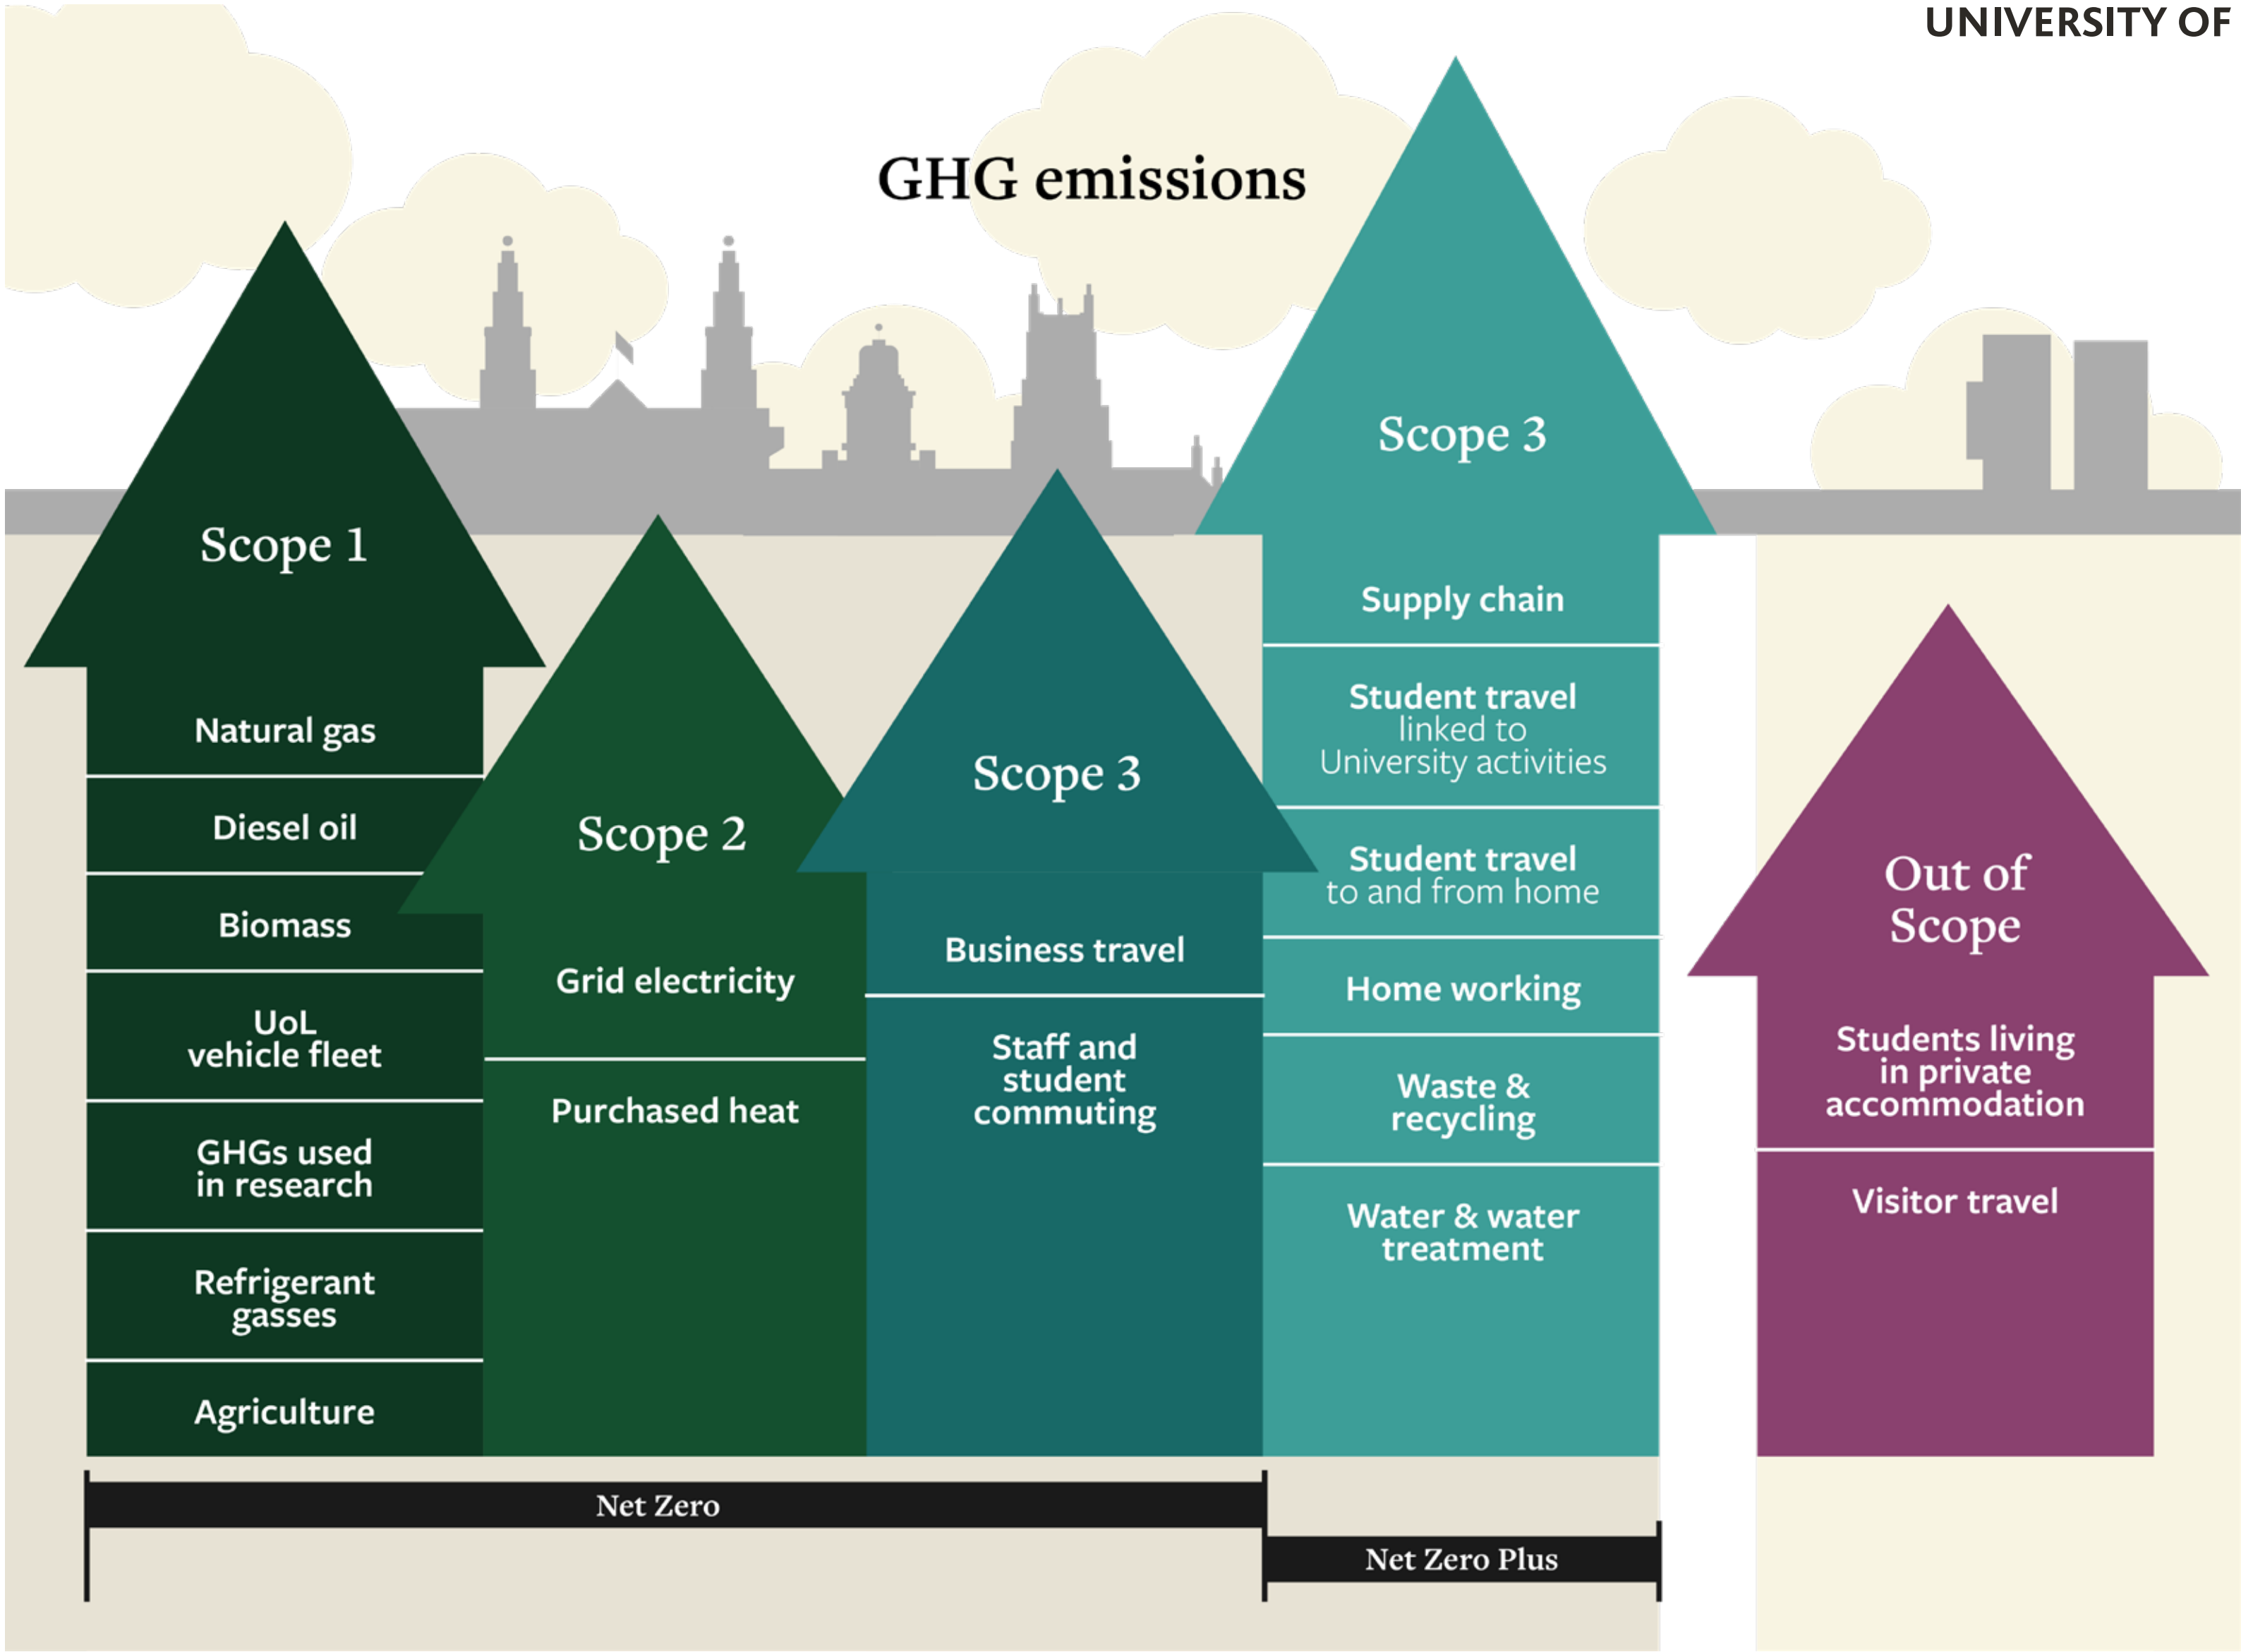 UNIVERSITY OF
GHG emissions
Scope 1
Natural gas
Diesel oil
Biomass
UoL
vehicle fleet
GHGs used
in research
Refrigerant
gasses
Agriculture
Scope 2
Grid electricity
Purchased heat
Scope 3
Business travel
Staff and
student
commuting
Scope 3
Supply chain
Student travel
linked to
University activities
Student travel
to and from home
Home working
Waste &
recycling
Water & water
treatment
Out of
Scope
Students living
in private
accommodation
Visitor travel
Net Zero
Net Zero Plus